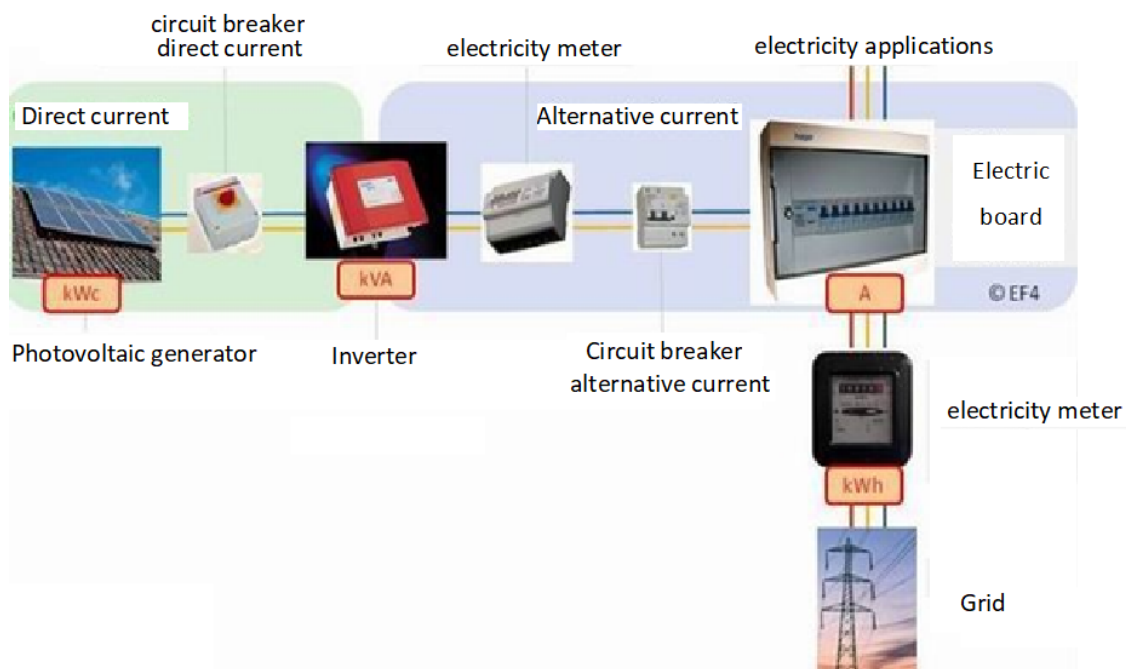 circuit breaker
direct current
electricity meter
electricity applications
Direct current
Alternative current
hager
Electric
board
kWc
kVA
A
© EF4
Photovoltaic generator
Inverter
Circuit breaker
alternative current
electricity meter
kWh
Grid